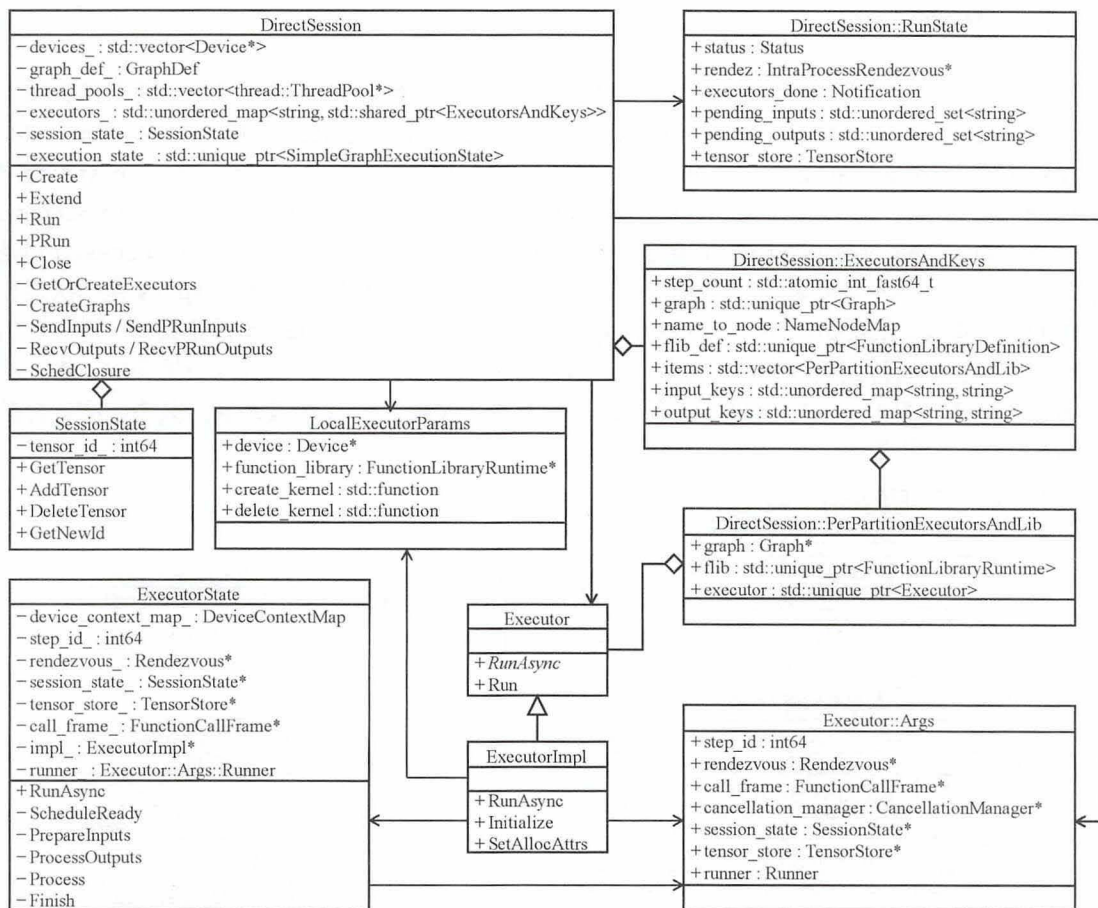 DirectSession
− devices_ : std::vector<Device*>
− graph_def_ : GraphDef
− thread_pools_ : std::vector<thread::ThreadPool*>
− executors_ : std::unordered_map<string, std::shared_ptr<ExecutorsAndKeys>>
− session_state_ : SessionState
− execution_state_ : std::unique_ptr<SimpleGraphExecutionState>
+ Create
+ Extend
+ Run
+ PRun
+ Close
− GetOrCreateExecutors
− CreateGraphs
− SendInputs / SendPRunInputs
− RecvOutputs / RecvPRunOutputs
− SchedClosure
DirectSession::RunState
+ status : Status
+ rendez : IntraProcessRendezvous*
+ executors_done : Notification
+ pending_inputs : std::unordered_set<string>
+ pending_outputs : std::unordered_set<string>
+ tensor_store : TensorStore
DirectSession::ExecutorsAndKeys
+ step_count : std::atomic_int_fast64_t
+ graph : std::unique_ptr<Graph>
+ name_to_node : NameNodeMap
+ flib_def : std::unique_ptr<FunctionLibraryDefinition>
+ items : std::vector<PerPartitionExecutorsAndLib>
+ input_keys : std::unordered_map<string, string>
+ output_keys : std::unordered_map<string, string>
SessionState
− tensor_id_ : int64
+ GetTensor
+ AddTensor
+ DeleteTensor
+ GetNewId
LocalExecutorParams
+ device : Device*
+ function_library : FunctionLibraryRuntime*
+ create_kernel : std::function
+ delete_kernel : std::function
DirectSession::PerPartitionExecutorsAndLib
+ graph : Graph*
+ flib : std::unique_ptr<FunctionLibraryRuntime>
+ executor : std::unique_ptr<Executor>
ExecutorState
− device_context_map_ : DeviceContextMap
− step_id_ : int64
− rendezvous_ : Rendezvous*
− session_state_ : SessionState*
− tensor_store_ : TensorStore*
− call_frame_ : FunctionCallFrame*
− impl_ : ExecutorImpl*
− runner_ : Executor::Args::Runner
+ RunAsync
− ScheduleReady
− PrepareInputs
− ProcessOutputs
− Process
− Finish
Executor
+ RunAsync
+ Run
ExecutorImpl
+ RunAsync
+ Initialize
+ SetAllocAttrs
Executor::Args
+ step_id : int64
+ rendezvous : Rendezvous*
+ call_frame : FunctionCallFrame*
+ cancellation_manager : CancellationManager*
+ session_state : SessionState*
+ tensor_store : TensorStore*
+ runner : Runner